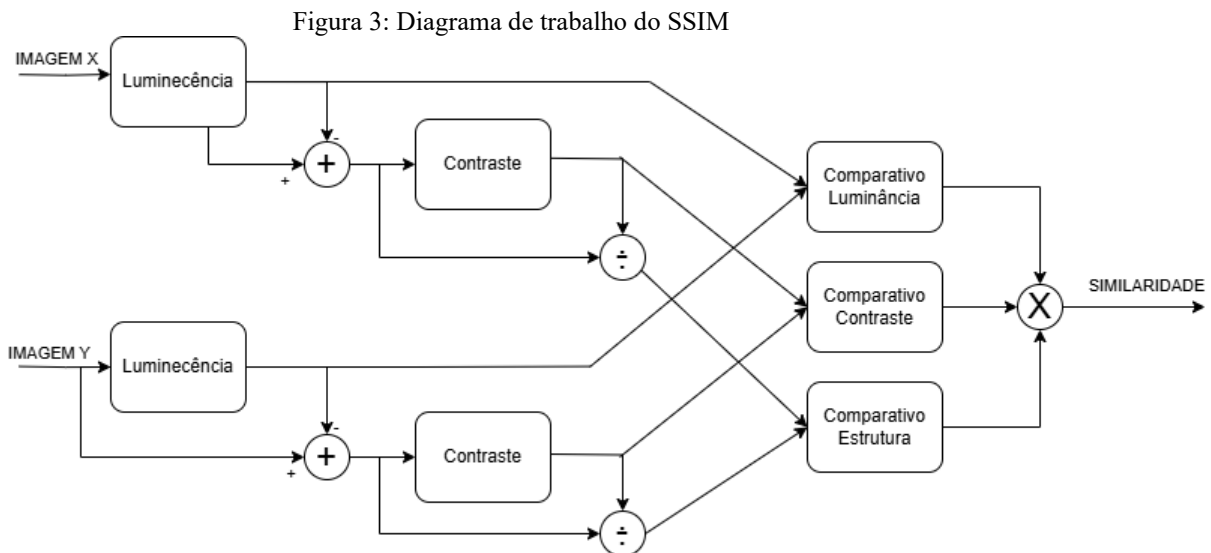 Figura 3: Diagrama de trabalho do SSIM
IMAGEM X
Luminecência
-
+
+
Contraste
÷
Comparativo
Luminância
Comparativo
Contraste
X
SIMILARIDADE
IMAGEM Y
Luminecência
-
+
+
Contraste
÷
Comparativo
Estrutura